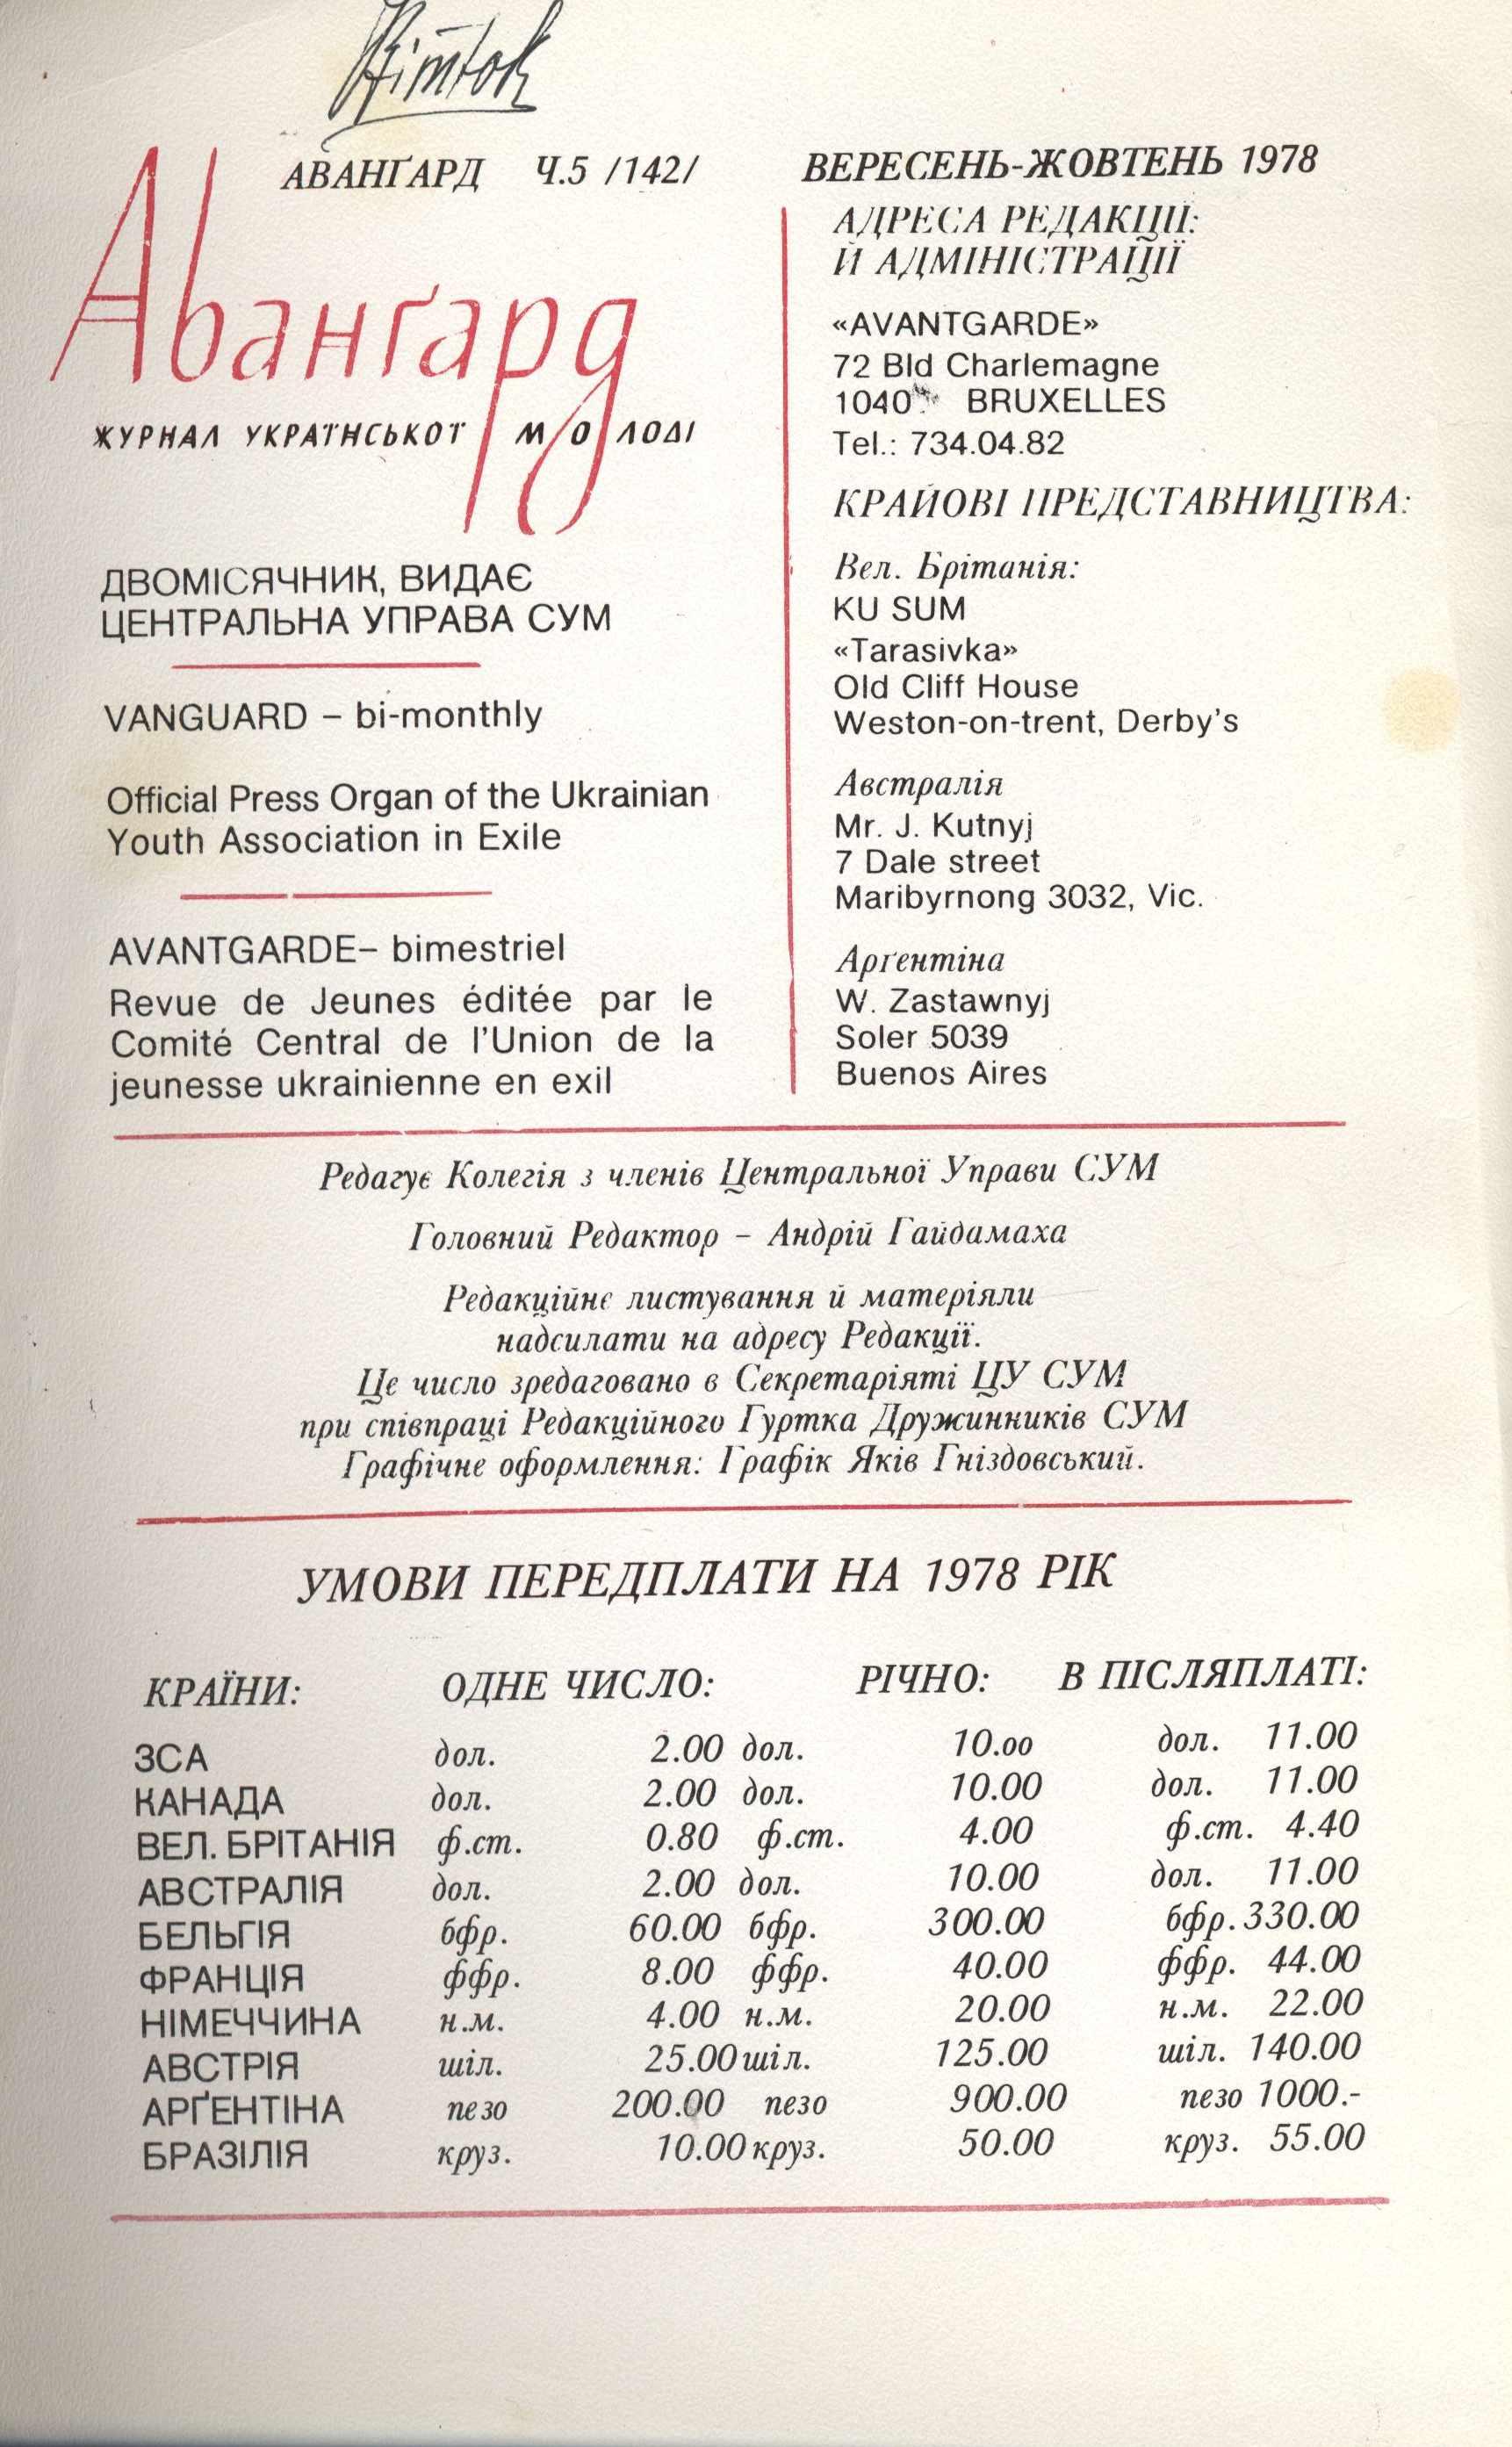 АВАНҐАРД Ч.5 /142/ ВЕРЕСЕНЬ-ЖОВТЕНЬ 1978
Аванґард
ЖУРНАЛ УКРАЇНСЬКОЇ МОЛОДІ
ДВОМІСЯЧНИК, ВИДАЄ
ЦЕНТРАЛЬНА УПРАВА СУМ
VANGUARD – bi-monthly
Official Press Organ of the Ukrainian
Youth Association in Exile
AVANTGARDE– bimestriel
Revue de Jeunes éditée par le
Comité Central de l'Union de la
jeunesse ukrainienne en exil
АДРЕСА РЕДАКЦІЇ:
Й АДМІНІСТРАЦІЇ
«AVANTGARDE»
72 Bld Charlemagne
1040 BRUXELLES
Tel.: 734.04.82
КРАЙОВІ ПРЕДСТАВНИЦТВА:
Вел. Брітанія:
KU SUM
«Tarasivka»
Old Cliff House
Weston-on-trent, Derby's
Австралія
Mr. J. Kutnyj
7 Dale street
Maribyrnong 3032, Vic.
Арґентіна
W. Zastawnyj
Soler 5039
Buenos Aires
Редагує Колегія з членів Центральної Управи СУМ
Головний Редактор – Андрій Гайдамаха
Редакційне листування й матеріяли
надсилати на адресу Редакції.
Це число зредаговано в Секретаріяті ЦУ СУМ
при співпраці Редакційного Гуртка Дружинників СУМ
Графічне оформлення: Графік Яків Гніздовський.
УМОВИ ПЕРЕДПЛАТИ НА 1978 РІК
КРАЇНИ: ОДНЕ ЧИСЛО: РІЧНО: В ПІСЛЯПЛАТІ:
ЗСА дол. 2.00 дол. 10.oo дол. 11.00
КАНАДА дол. 2.00 дол. 10.00 дол. 11.00
ВЕЛ. БРІТАНІЯ ф.ст. 0.80 ф.ст. 4.00 ф.ст. 4.40
АВСТРАЛІЯ дол. 2.00 дол. 10.00 дол. 11.00
БЕЛЬГІЯ бфр. 60.00 бфр. 300.00 бфр. 330.00
ФРАНЦІЯ ффр. 8.00 ффр. 40.00 ффр. 44.00
НІМЕЧЧИНА н.м. 4.00 н.м. 20.00 н.м. 22.00
АВСТРІЯ шіл. 25.00 шіл. 125.00 шіл. 140.00
АРҐЕНТІНА пезо 200.00 пезо 900.00 пезо 1000.-
БРАЗІЛІЯ круз. 10.00 круз. 50.00 круз. 55.00